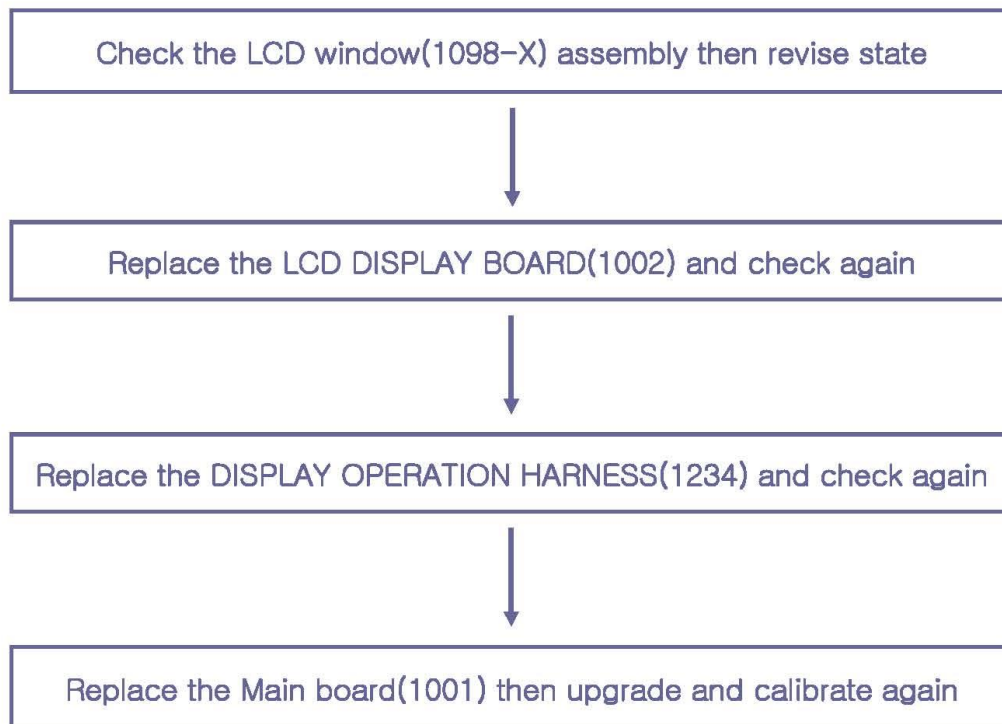 Check the LCD window(1098-X) assembly then revise state
Replace the LCD DISPLAY BOARD(1002) and check again
Replace the DISPLAY OPERATION HARNESS(1234) and check again
Replace the Main board(1001) then upgrade and calibrate again